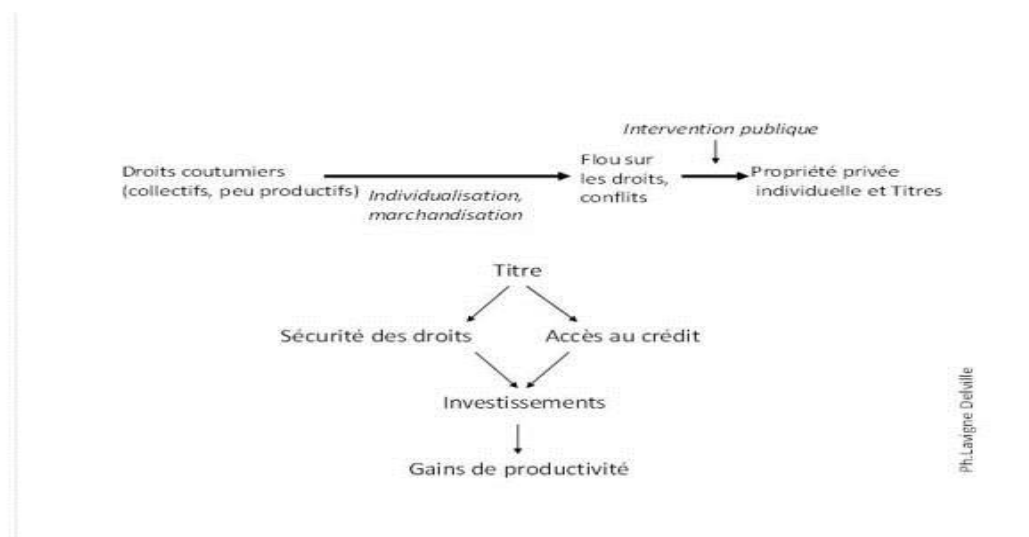 Intervention publique
Droits coutumiers
(collectifs, peu productifs)
Individualisation,
marchandisation
Flou sur
les droits,
conflits
Propriété privée
individuelle et Titres
Titre
Sécurité des droits
Accès au crédit
Investissements
Gains de productivité
Ph.Lavigne Delville